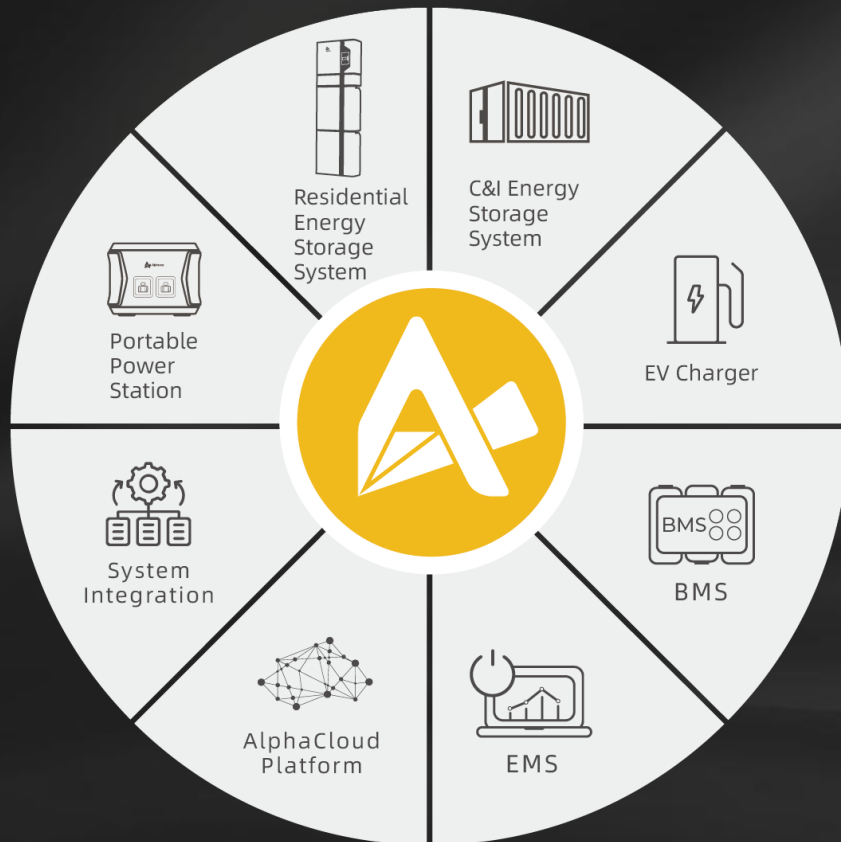 Residential
Energy
Storage
System
C&I Energy
Storage
System
EV Charger
BMS
BMS
EMS
AlphaCloud
Platform
System
Integration
Portable
Power
Station